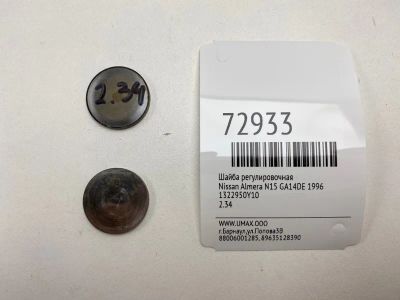 2.34
72933
Шайба регулировочная
Nissan Almera N15 GA14DE 1996
1322950Y10
2.34
WWW.UMAX.OOO
г.Барнаул,ул.Попова3В
88006001285, 89635128390